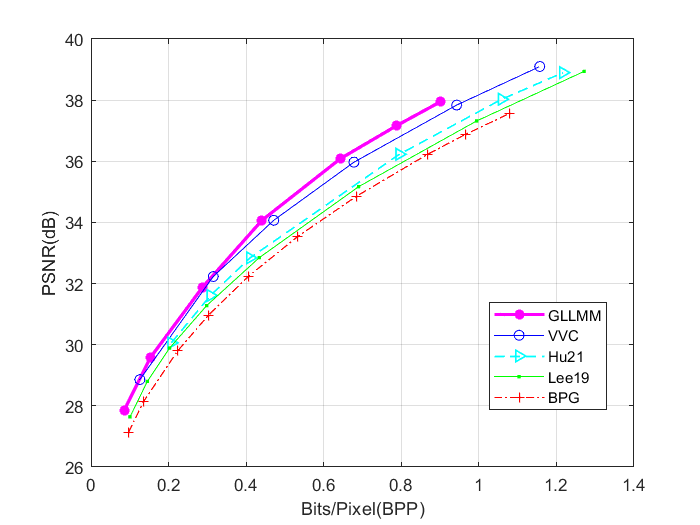 40
38
36
34
32
30
28
26
PSNR(dB)
GLLMM
VVC
Hu21
Lee19
BPG
0 0.2 0.4 0.6 0.8 1 1.2 1.4
Bits/Pixel(BPP)